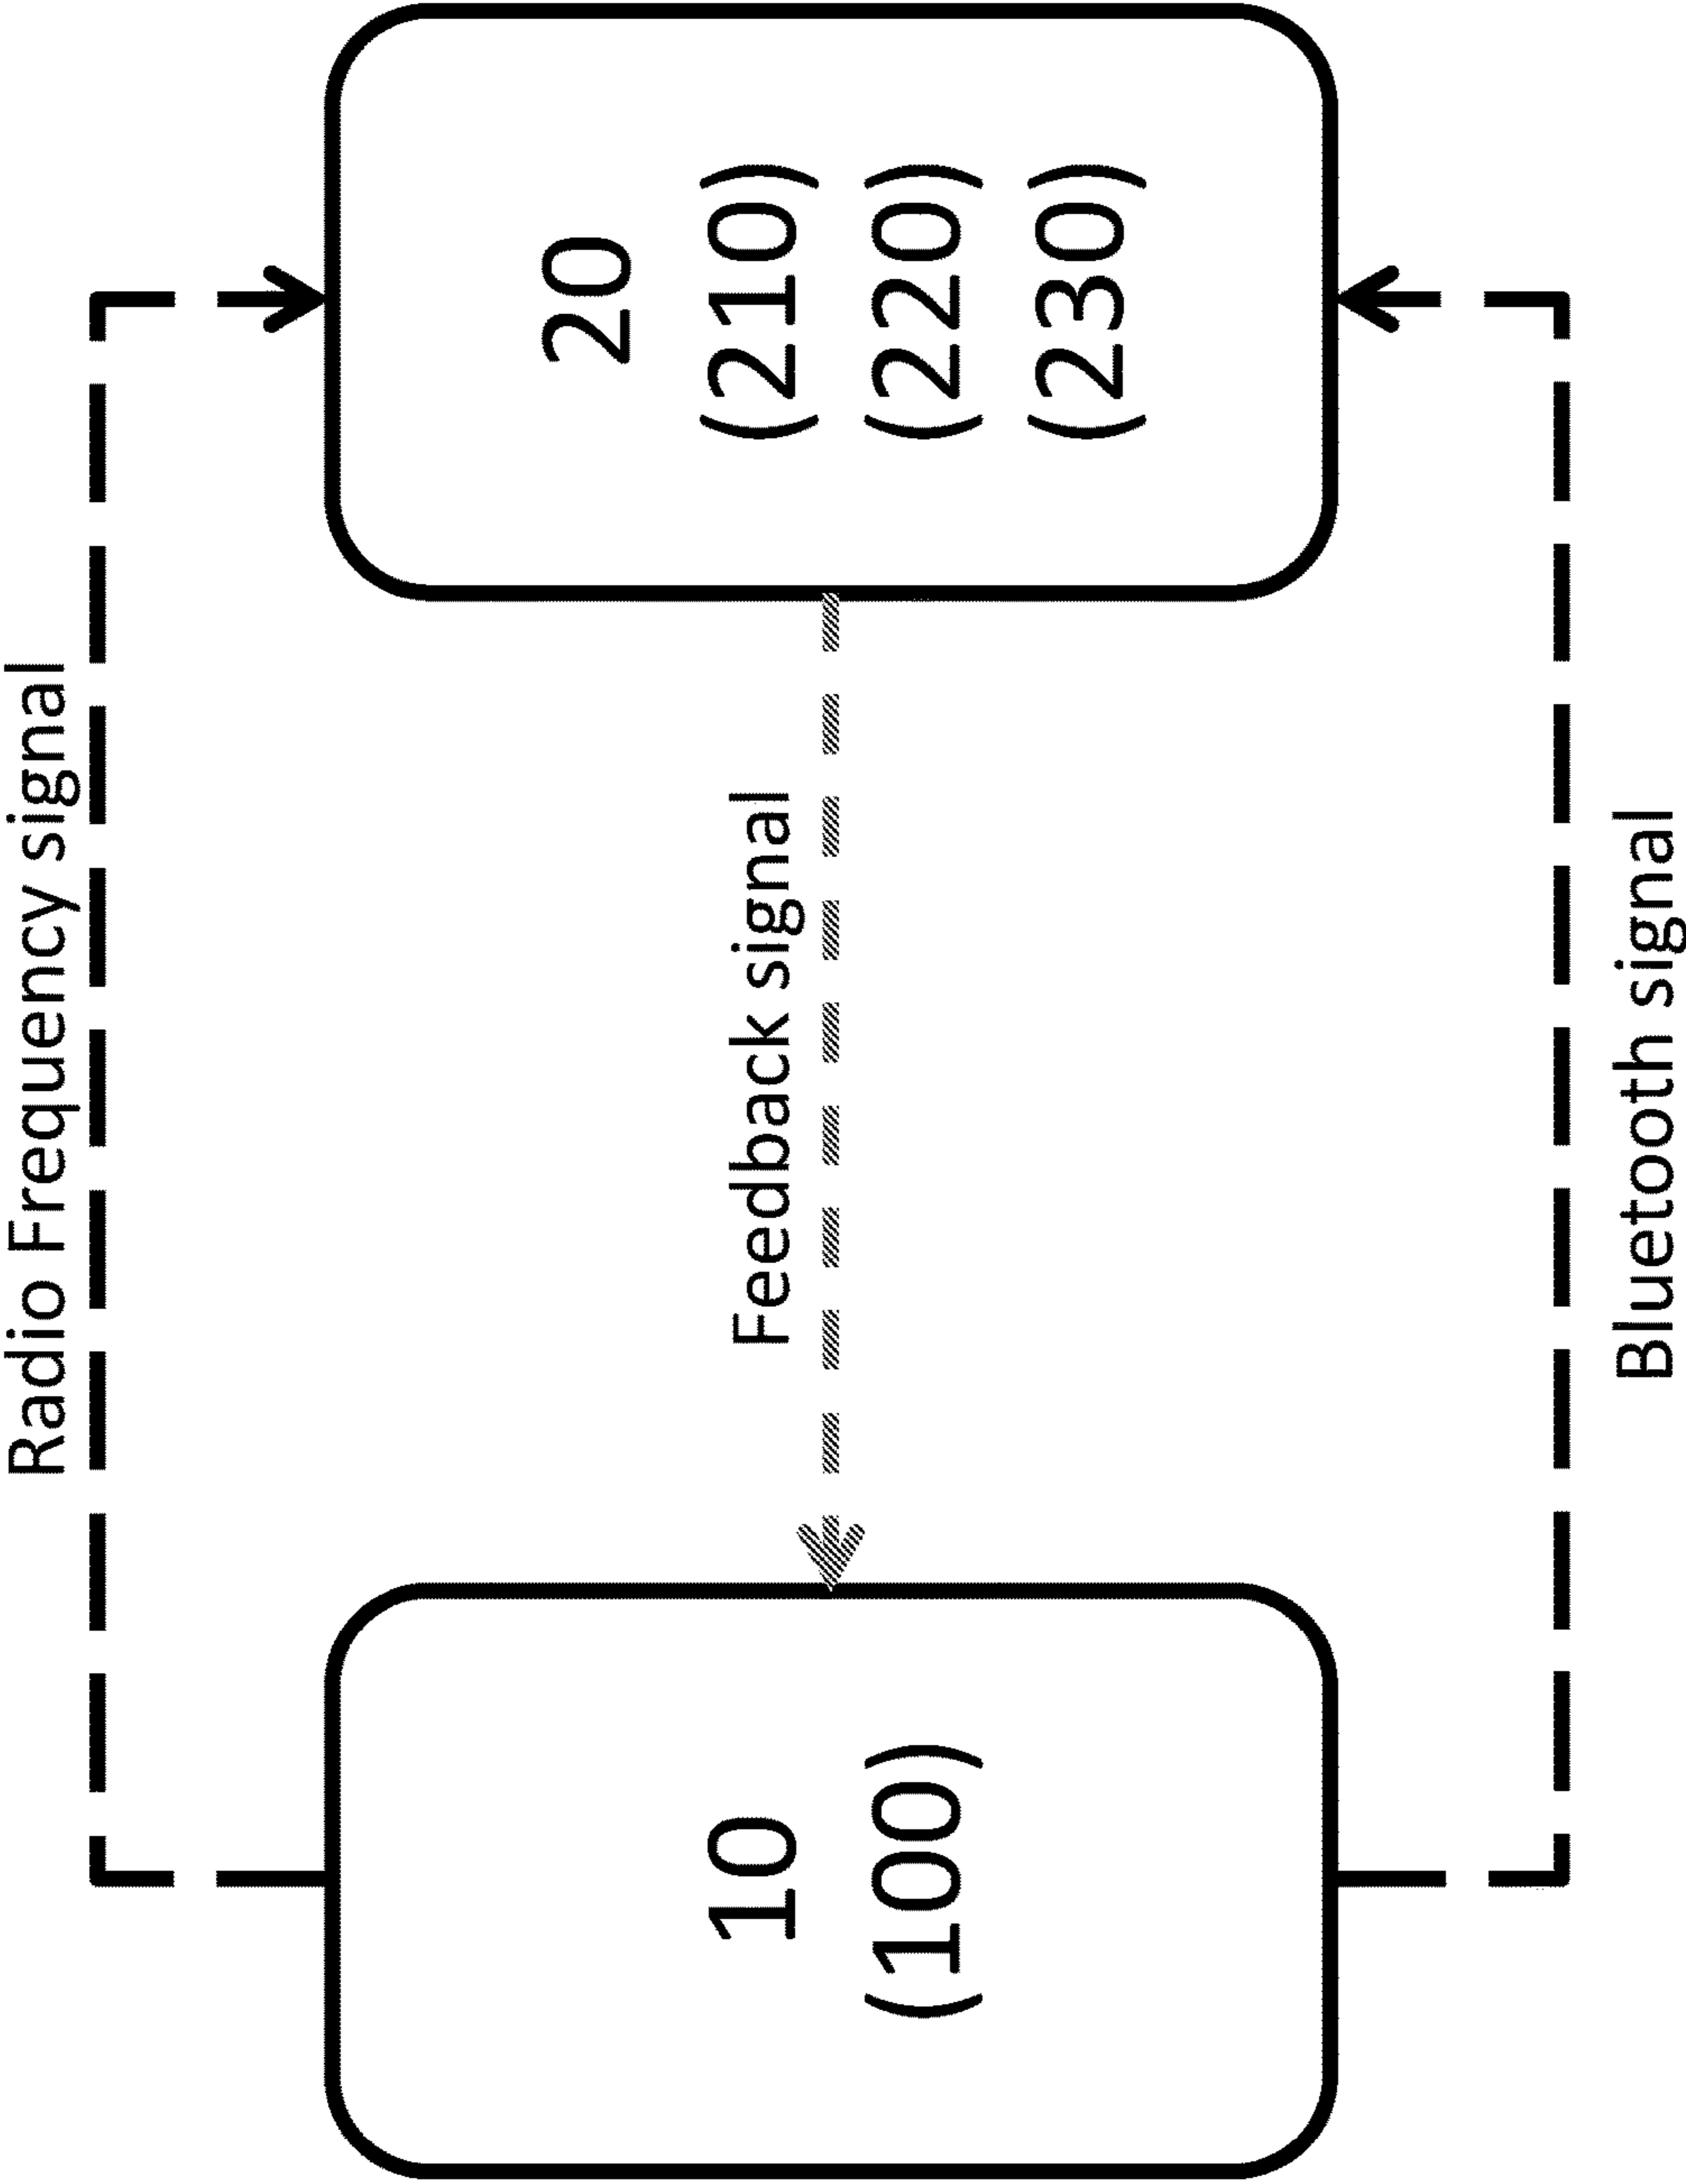 Radio Frequency signal
10
(100)
Feedback signal
20
(210)
(220)
(230)
Bluetooth signal